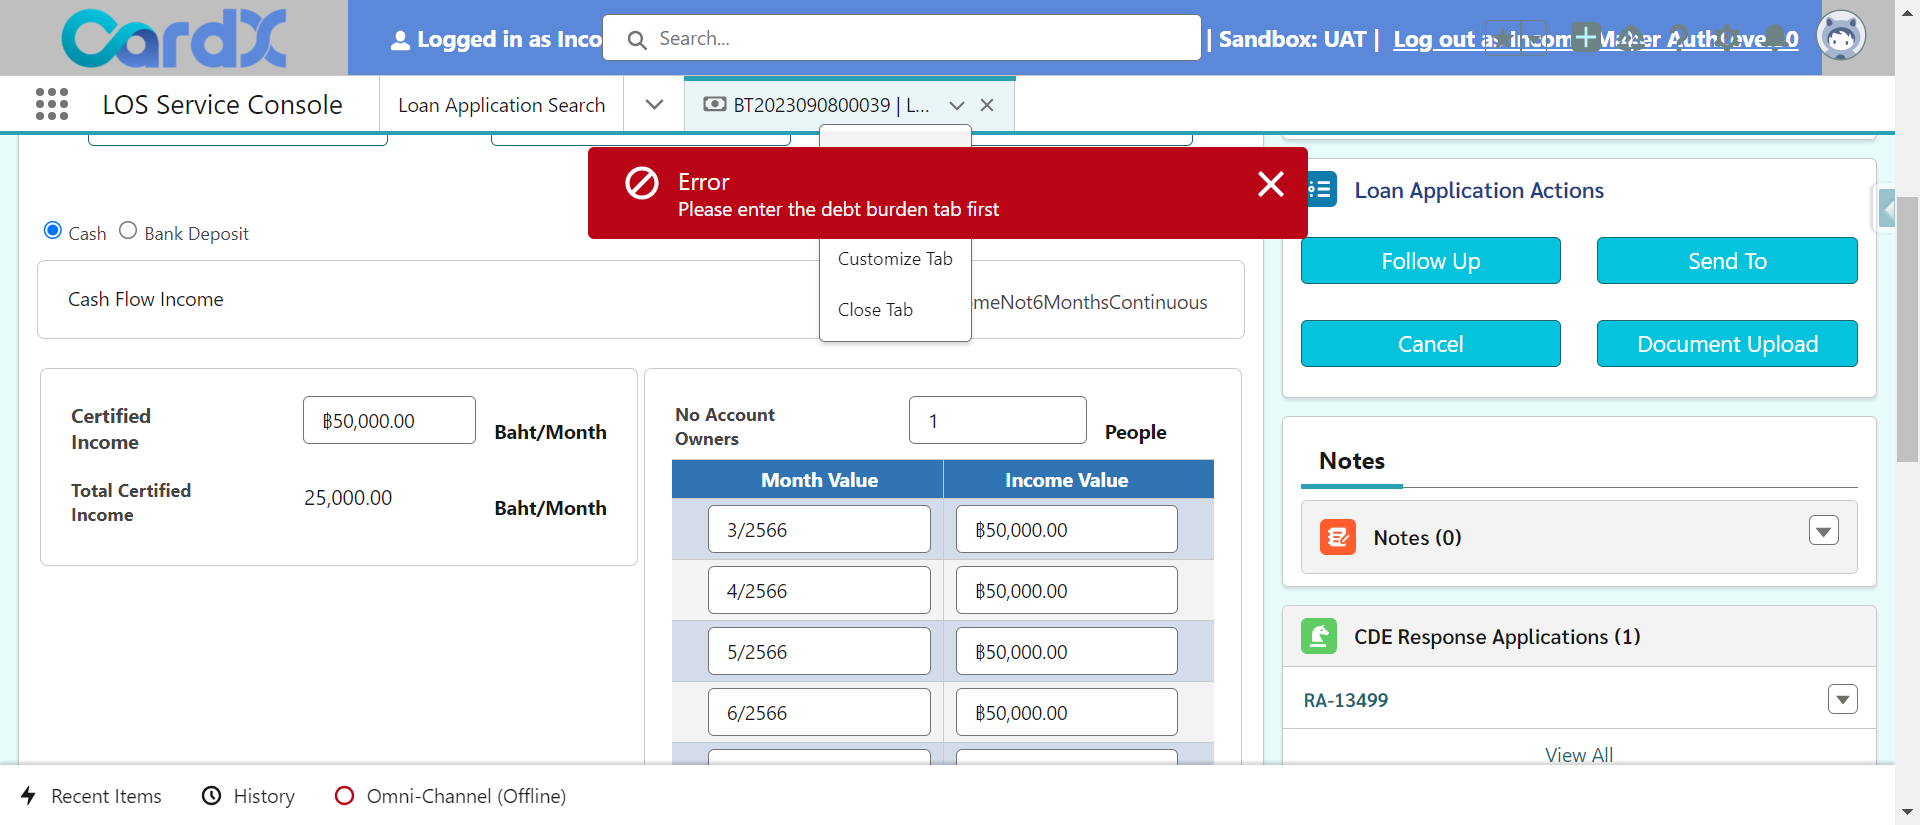 CardX
Logged in as Inco
Search...
| Sandbox: UAT |
Log out as Incom Maker Auth Level 0
LOS Service Console
Loan Application Search
BT2023090800039 | L...
Error
Please enter the debt burden tab first
Customize Tab
Close Tab
Cash
Bank Deposit
Cash Flow Income
meNot6MonthsContinuous
Certified
Income
฿50,000.00
Baht/Month
Total Certified
Income
25,000.00
Baht/Month
No Account
Owners
1
People
Month Value
Income Value
3/2566
฿50,000.00
4/2566
฿50,000.00
5/2566
฿50,000.00
6/2566
฿50,000.00
Loan Application Actions
Follow Up
Send To
Cancel
Document Upload
Notes
Notes (0)
CDE Response Applications (1)
RA-13499
View All
Recent Items
History
Omni-Channel (Offline)